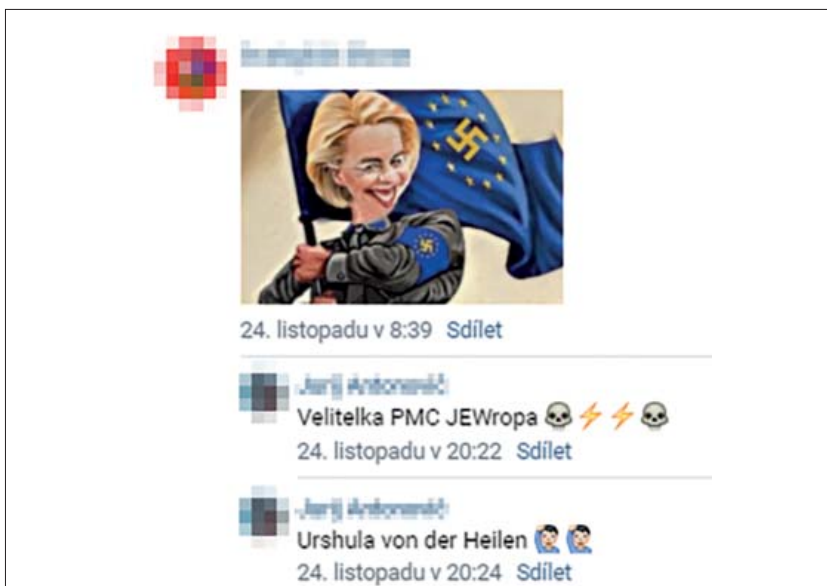 24. listopadu v 8:39 Sdílet
Velitelka PMC JEWropa 💀⚡⚡💀
24. listopadu v 20:22 Sdílet
Urshula von der Heilen 🙋🏻‍♂️🙋🏻‍♂️
24. listopadu v 20:24 Sdílet